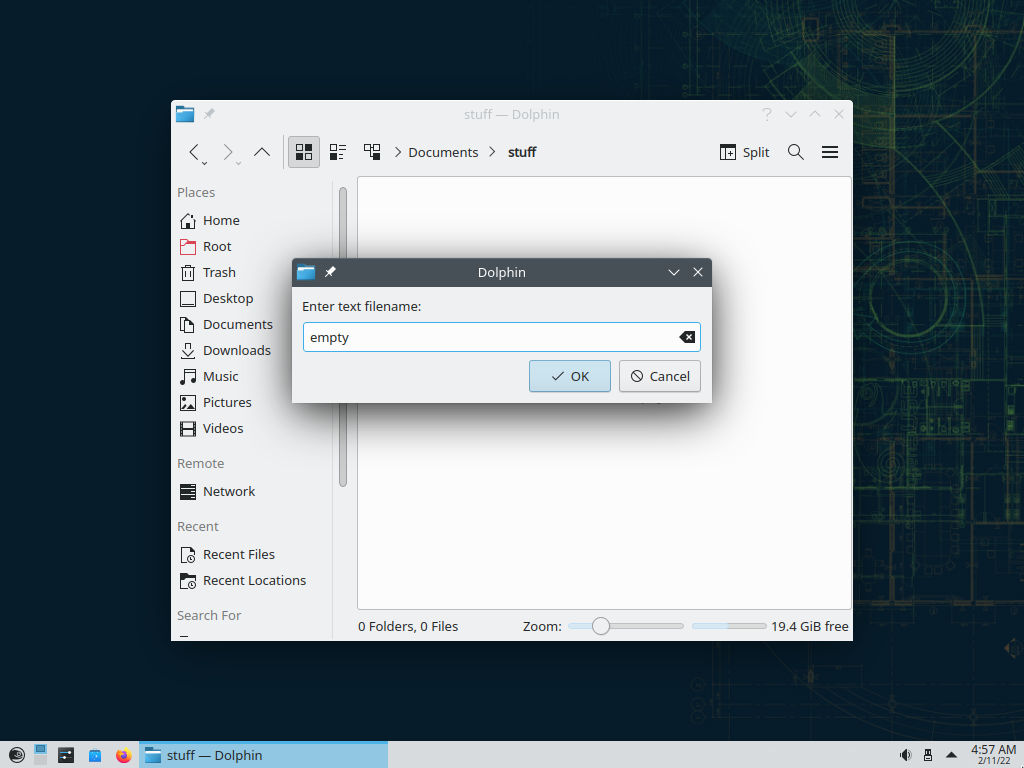 stuff — Dolphin
Documents
stuff
Split
Places
Home
Root
Trash
Desktop
Documents
Downloads
Music
Pictures
Videos
Remote
Network
Recent
Recent Files
Recent Locations
Search For
Dolphin
Enter text filename:
empty
OK
Cancel
0 Folders, 0 Files
Zoom:
19.4 GiB free
stuff — Dolphin
4:57 AM
2/11/22